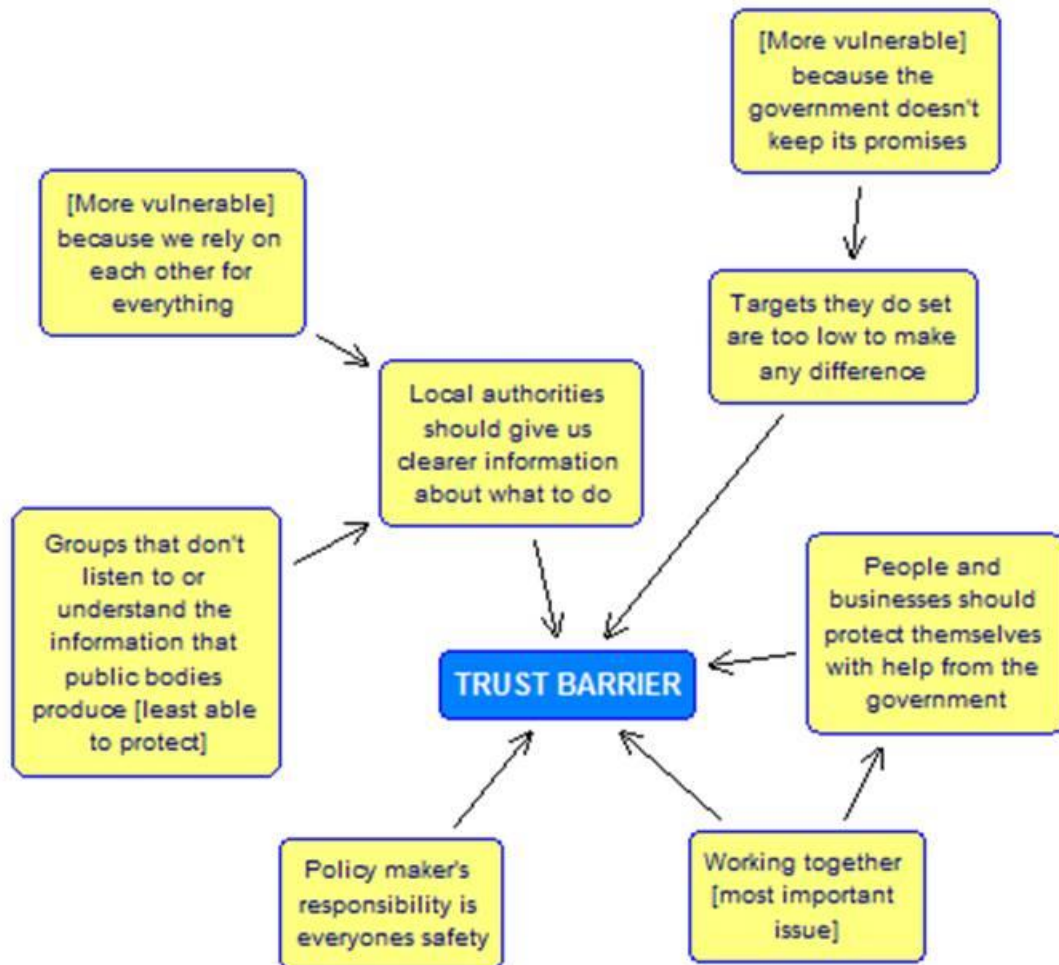 [More vulnerable]
because the
government doesn't
keep its promises
[More vulnerable]
because we rely on
each other for
everything
Targets they do set
are too low to make
any difference
Local authorities
should give us
clearer information
about what to do
Groups that don't
listen to or
understand the
information that
public bodies
produce [least able
to protect]
People and
businesses should
protect themselves
with help from the
government
TRUST BARRIER
Policy maker's
responsibility is
everyones safety
Working together
[most important
issue]